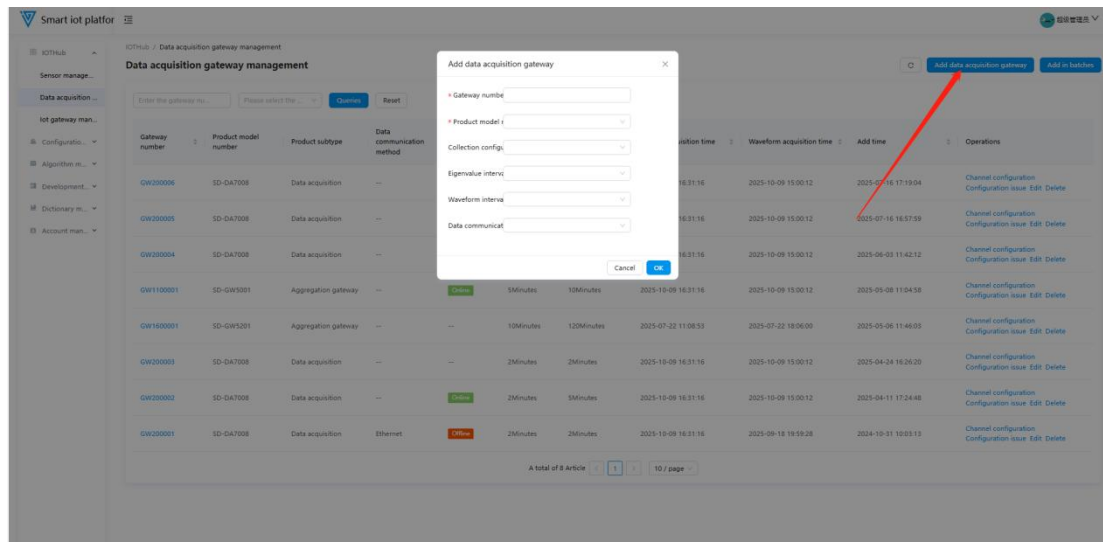 Smart iot platfor
超级管理员
IOTHub / Data acquisition gateway management
Data acquisition gateway management
Add data acquisition gateway
Add in batches
IOTHub
Sensor manage...
Data acquisition ...
Iot gateway man...
Configuratio...
Algorithm m...
Development...
Dictionary m...
Account man...
Enter the gateway nu...
Please select the ...
Queries
Reset
Add data acquisition gateway
* Gateway numbe
* Product model r
Collection configu
Eigenvalue interva
Waveform interva
Data communicat
Cancel
OK
Gateway number
Product model number
Product subtype
Data communication method
isition time
Waveform acquisition time
Add time
Operations
GW200006 SD-DA7008 Data acquisition -- 16:31:16 2025-10-09 15:00:12 2025-07-16 17:19:04 Channel configuration
Configuration issue Edit Delete
GW200005 SD-DA7008 Data acquisition -- 16:31:16 2025-10-09 15:00:12 2025-07-16 16:57:59 Channel configuration
Configuration issue Edit Delete
GW200004 SD-DA7008 Data acquisition -- 16:31:16 2025-10-09 15:00:12 2025-06-03 11:42:12 Channel configuration
Configuration issue Edit Delete
GW1100001 SD-GW5001 Aggregation gateway -- Online 5Minutes 10Minutes 2025-10-09 16:31:16 2025-10-09 15:00:12 2025-05-08 11:04:58 Channel configuration
Configuration issue Edit Delete
GW1600001 SD-GW5201 Aggregation gateway -- -- 10Minutes 120Minutes 2025-07-22 11:08:53 2025-07-22 18:06:00 2025-05-06 11:46:03 Channel configuration
Configuration issue Edit Delete
GW200003 SD-DA7008 Data acquisition -- -- 2Minutes 2Minutes 2025-10-09 16:31:16 2025-10-09 15:00:12 2025-04-24 16:26:20 Channel configuration
Configuration issue Edit Delete
GW200002 SD-DA7008 Data acquisition -- Online 2Minutes 5Minutes 2025-10-09 16:31:16 2025-10-09 15:00:12 2025-04-11 17:24:48 Channel configuration
Configuration issue Edit Delete
GW200001 SD-DA7008 Data acquisition Ethernet Offline 2Minutes 2Minutes 2025-10-09 16:31:16 2025-09-18 19:59:28 2024-10-31 10:03:13 Channel configuration
Configuration issue Edit Delete
A total of 8 Article < 1 > 10 / page